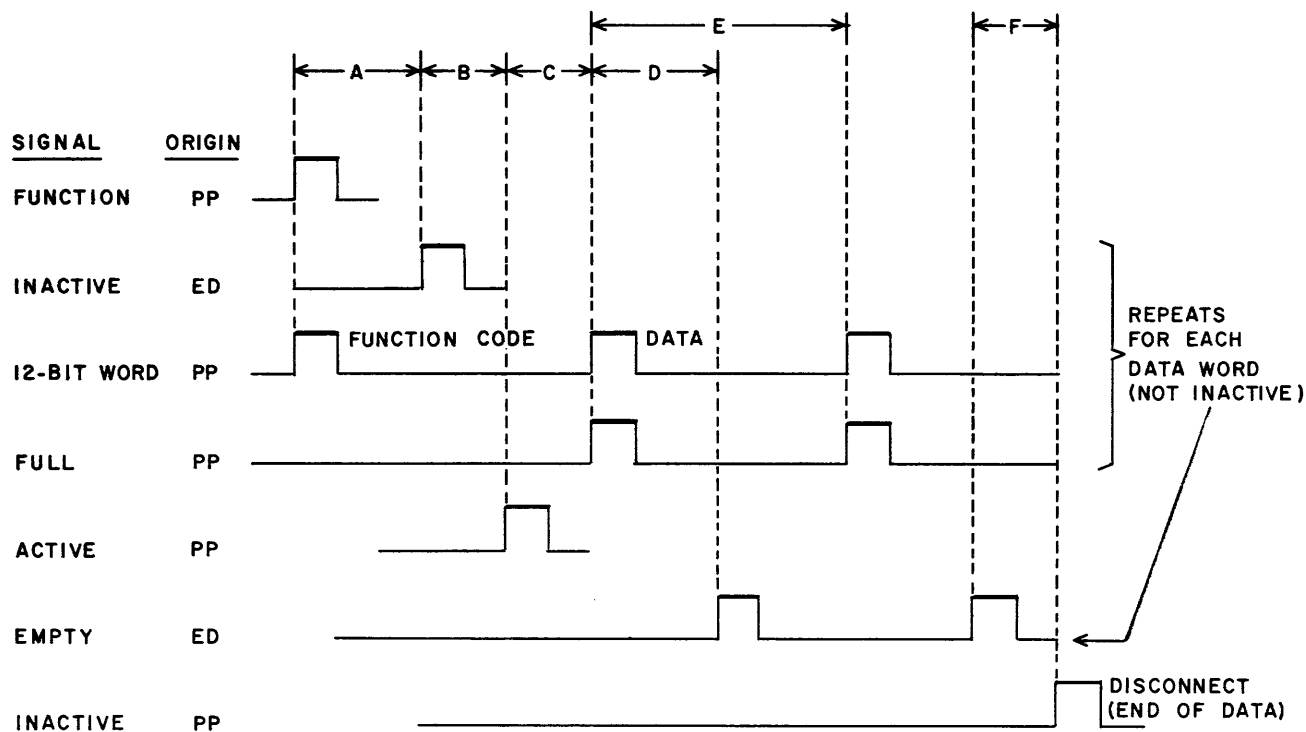 E F
A B C D
SIGNAL ORIGIN
FUNCTION PP
INACTIVE ED
FUNCTION CODE DATA
12-BIT WORD PP
REPEATS
FOR EACH
DATA WORD
(NOT INACTIVE)
FULL PP
ACTIVE PP
EMPTY ED
DISCONNECT
(END OF DATA)
INACTIVE PP